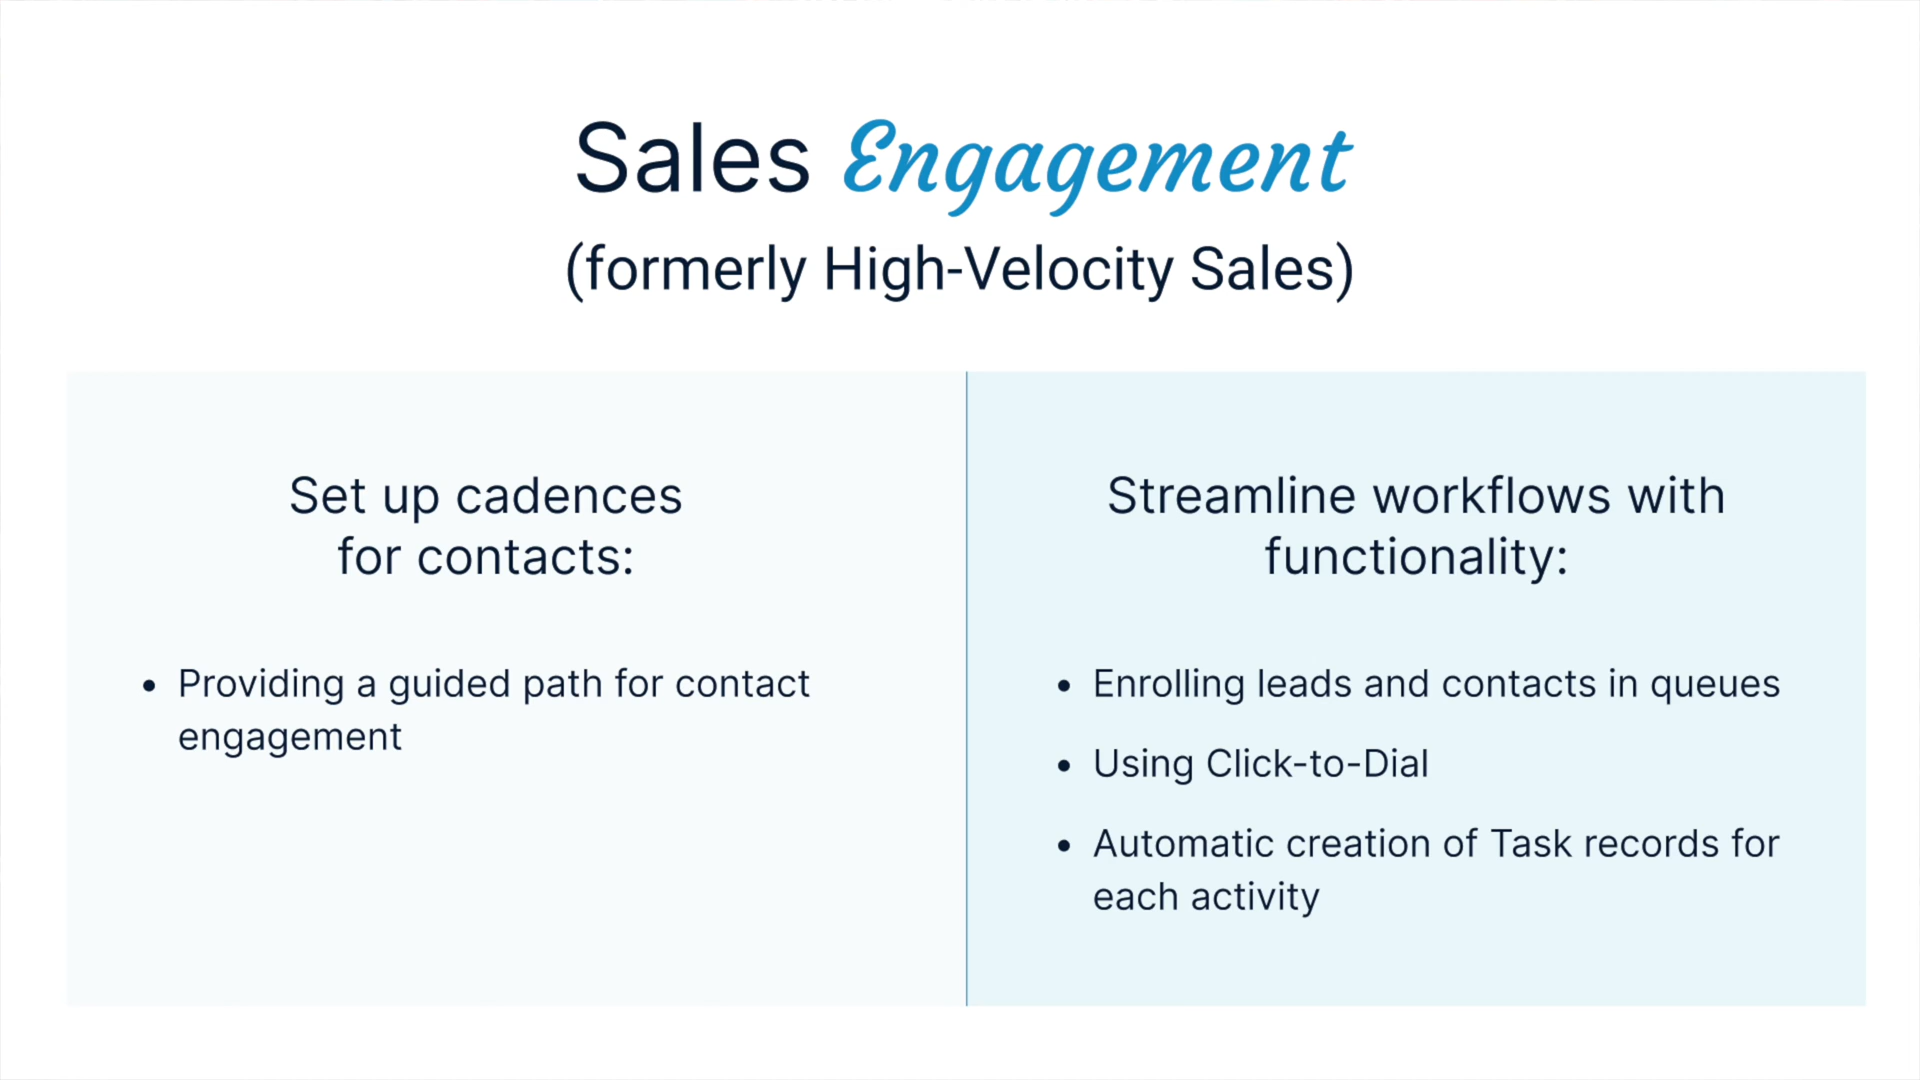 Sales Engagement
(formerly High-Velocity Sales)
Set up cadences
for contacts:
• Providing a guided path for contact
engagement
Streamline workflows with
functionality:
• Enrolling leads and contacts in queues
• Using Click-to-Dial
• Automatic creation of Task records for
each activity